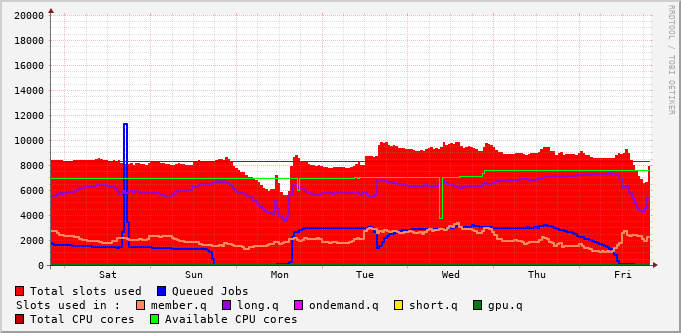 RRDTOOL / TOBI OETIKER
20000
18000
16000
14000
12000
10000
8000
6000
4000
2000
0
Sat Sun Mon Tue Wed Thu Fri
Total slots used Queued Jobs
Slots used in : member.q long.q ondemand.q short.q gpu.q
Total CPU cores Available CPU cores